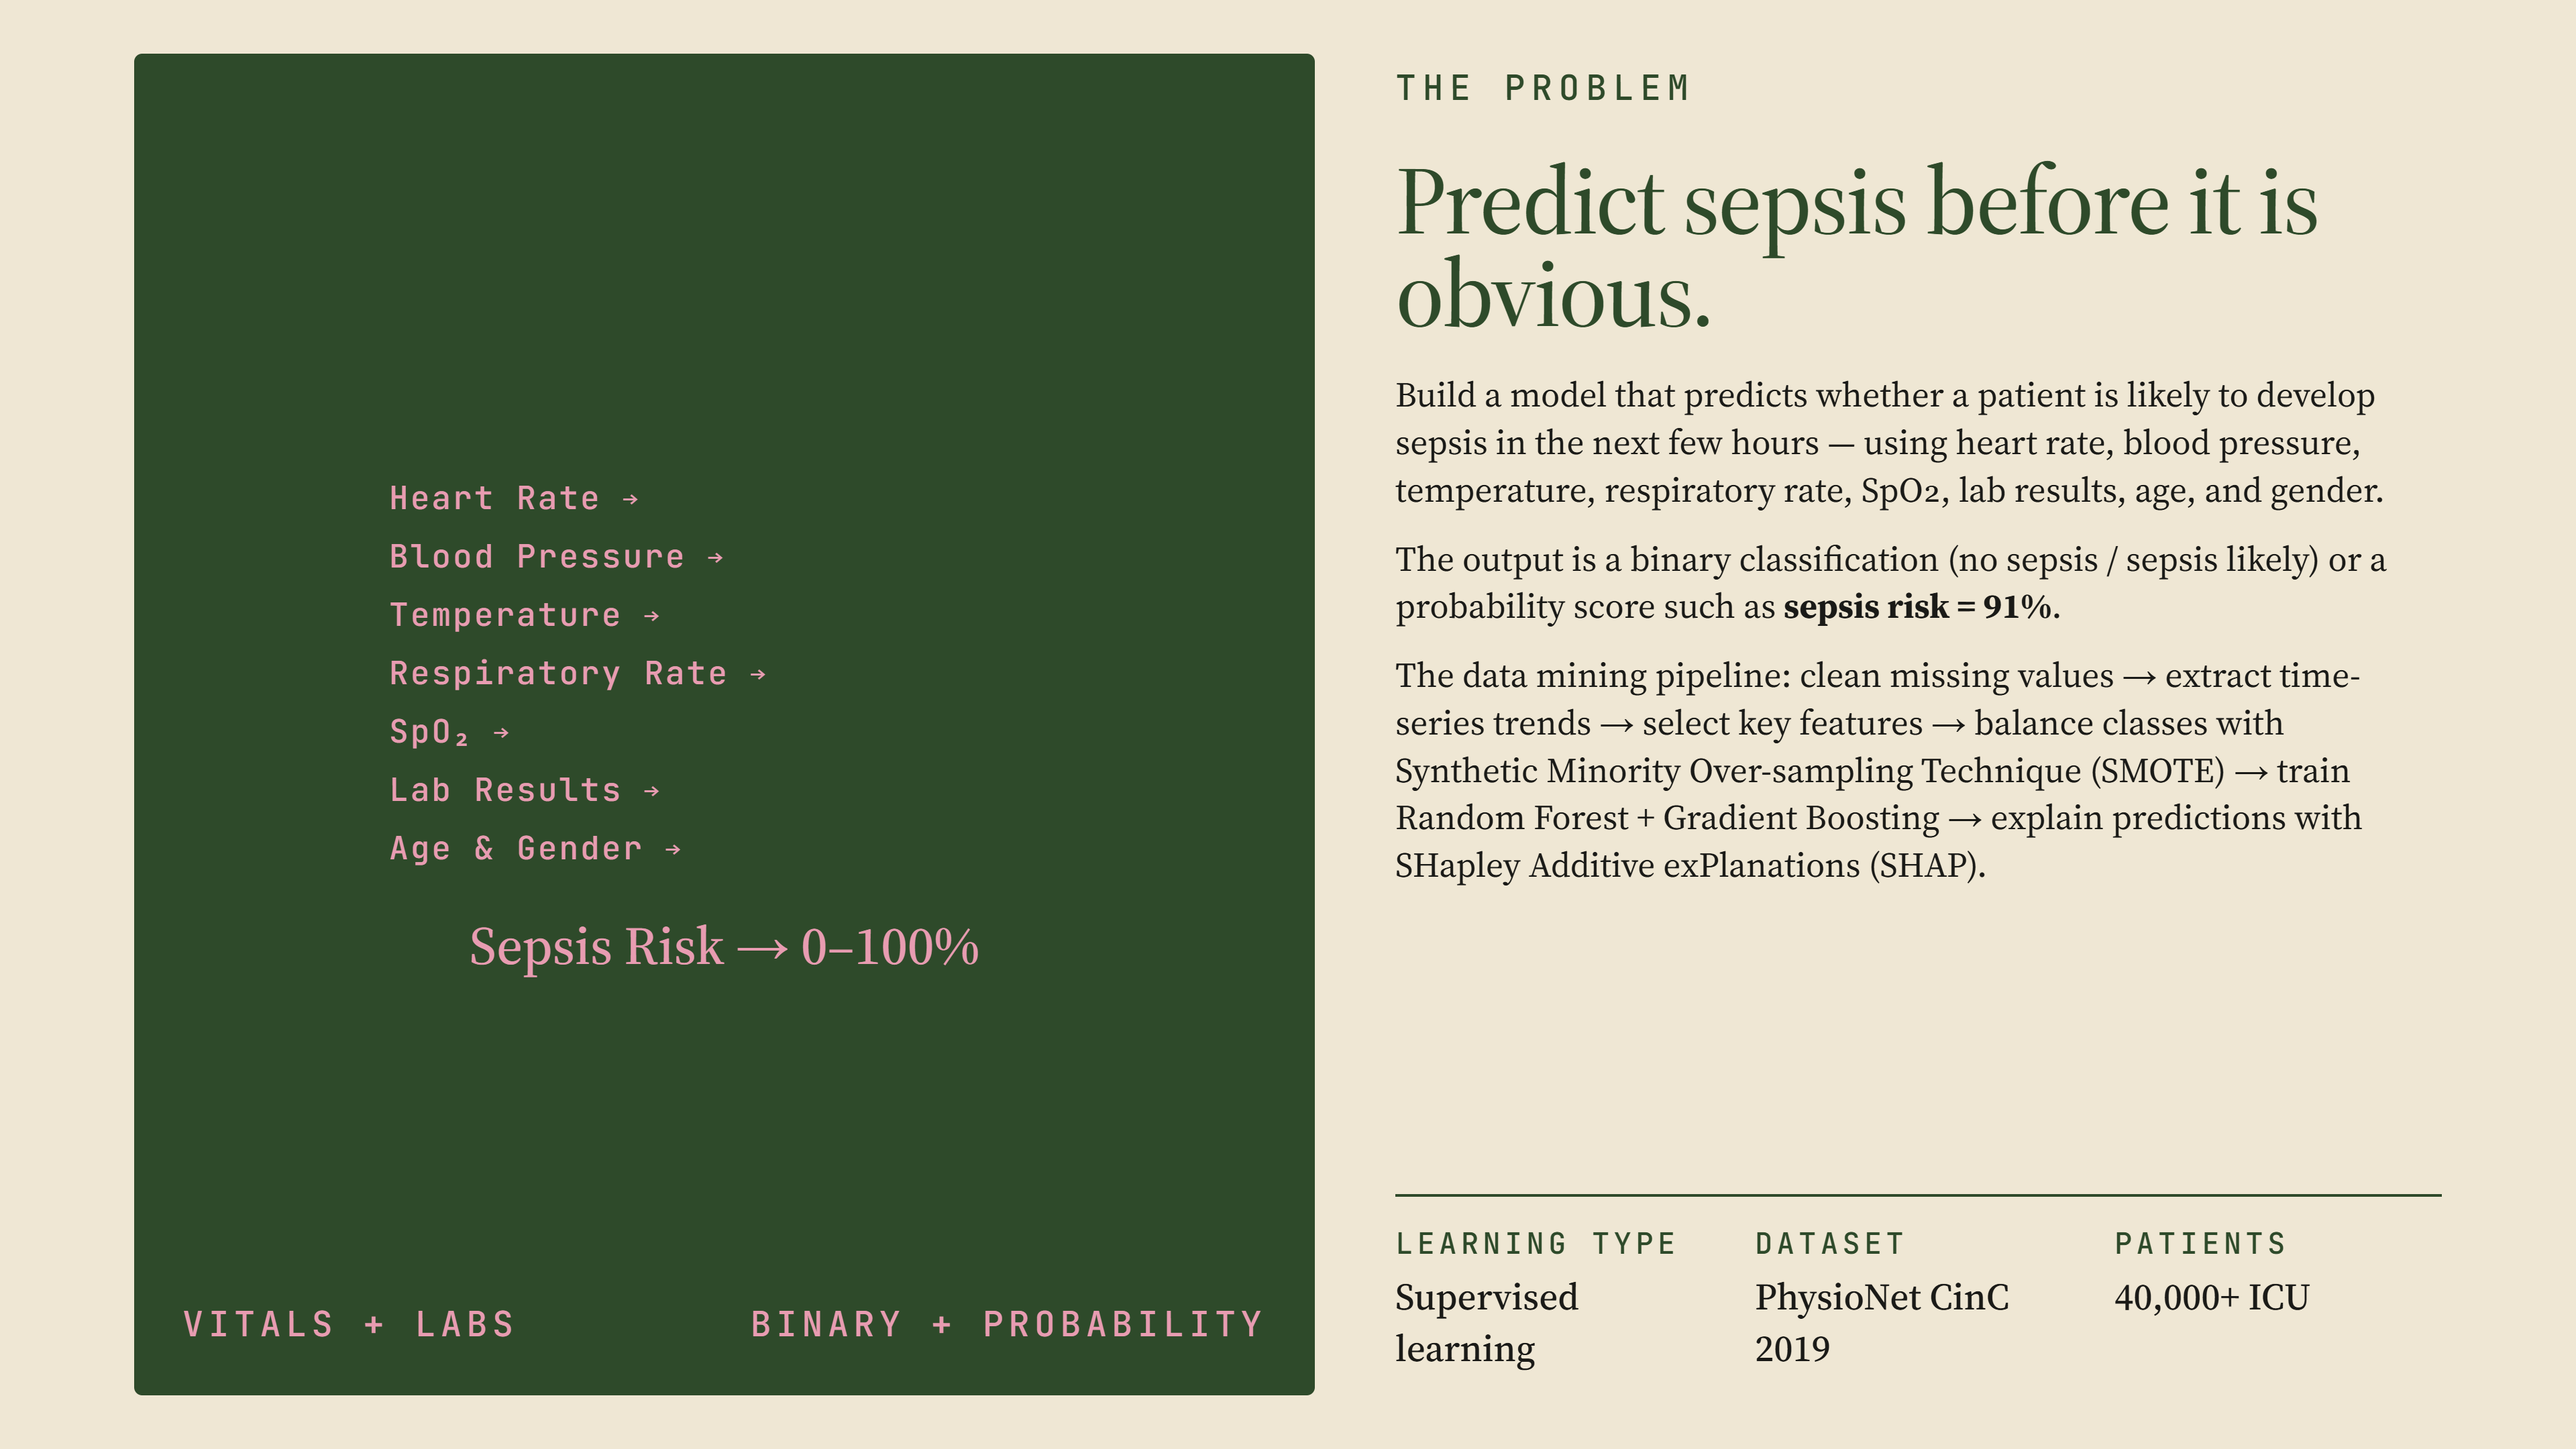 Heart Rate →
Blood Pressure →
Temperature →
Respiratory Rate →
SpO₂ →
Lab Results →
Age & Gender →
Sepsis Risk → 0–100%
VITALS + LABS
BINARY + PROBABILITY
THE PROBLEM
Predict sepsis before it is
obvious.
Build a model that predicts whether a patient is likely to develop
sepsis in the next few hours — using heart rate, blood pressure,
temperature, respiratory rate, SpO2, lab results, age, and gender.
The output is a binary classification (no sepsis / sepsis likely) or a
probability score such as sepsis risk = 91%.
The data mining pipeline: clean missing values → extract time-
series trends → select key features → balance classes with
Synthetic Minority Over-sampling Technique (SMOTE) → train
Random Forest + Gradient Boosting → explain predictions with
SHapley Additive exPlanations (SHAP).
LEARNING TYPE
Supervised
learning
DATASET
PhysioNet CinC
2019
PATIENTS
40,000+ ICU